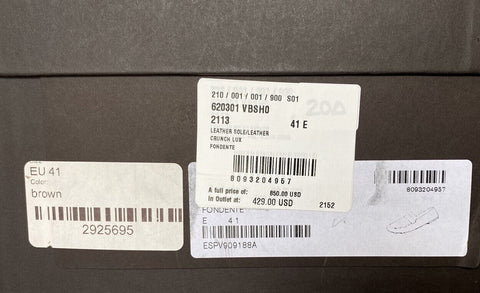 210 / 001 / 001 / 900 S01
620301 VBSH0
2113 41 E
LEATHER SOLE/LEATHER
CRUNCH LUX
FONDENTE
8093204957
A full price of: 850.00 USD
In Outlet at: 429.00 USD 2152
EU 41
Color:
brown
2925695
8093204957
FONDENTE
E 41
ESPV909188A